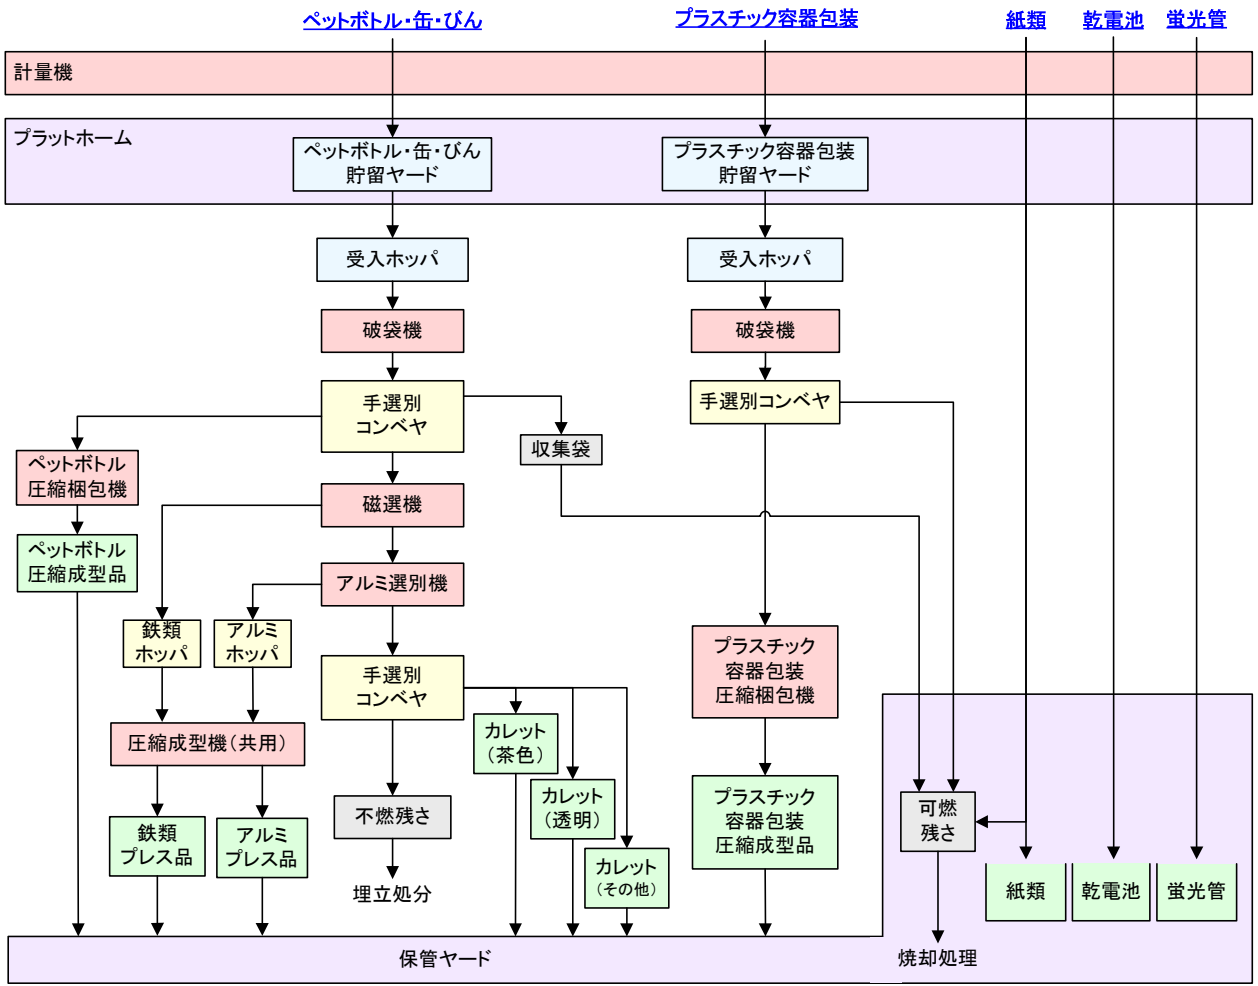 ペットボトル・缶・びん
プラスチック容器包装
紙類
乾電池
蛍光管
計量機
プラットホーム
ペットボトル・缶・びん
貯留ヤード
プラスチック容器包装
貯留ヤード
受入ホッパ
受入ホッパ
破袋機
破袋機
手選別
コンベヤ
手選別コンベヤ
収集袋
ペットボトル
圧縮梱包機
磁選機
ペットボトル
圧縮成型品
アルミ選別機
鉄類
ホッパ
アルミ
ホッパ
手選別
コンベヤ
プラスチック
容器包装
圧縮梱包機
カレット
（茶色）
圧縮成型機（共用）
カレット
（透明）
プラスチック
容器包装
圧縮成型品
不燃残さ
可燃
残さ
鉄類
プレス品
アルミ
プレス品
カレット
（その他）
埋立処分
紙類
乾電池
蛍光管
保管ヤード
焼却処理